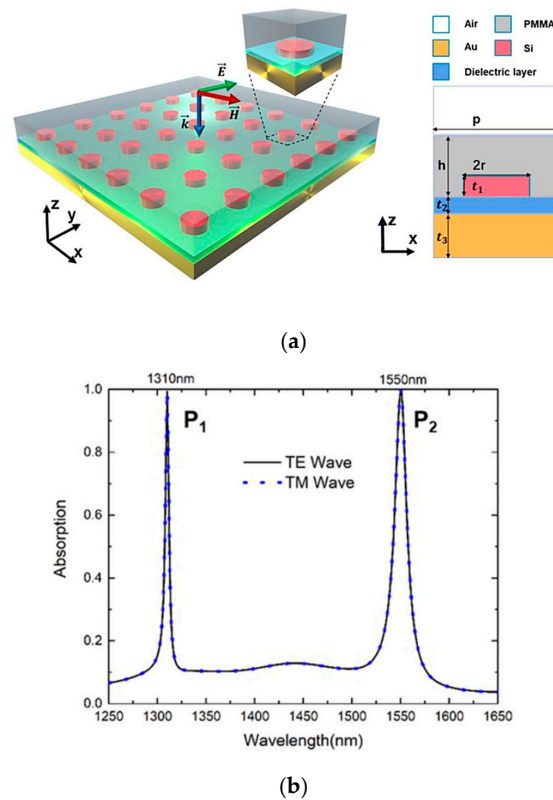 E
H
k
z
y
x
Air
PMMA
Au
Si
Dielectric layer
p
h
2r
t₁
t₂
t₃
z
x
(a)
1310nm
1550nm
P₁
P₂
TE Wave
TM Wave
Absorption
1.0
0.8
0.6
0.4
0.2
0.0
1250 1300 1350 1400 1450 1500 1550 1600 1650
Wavelength(nm)
(b)